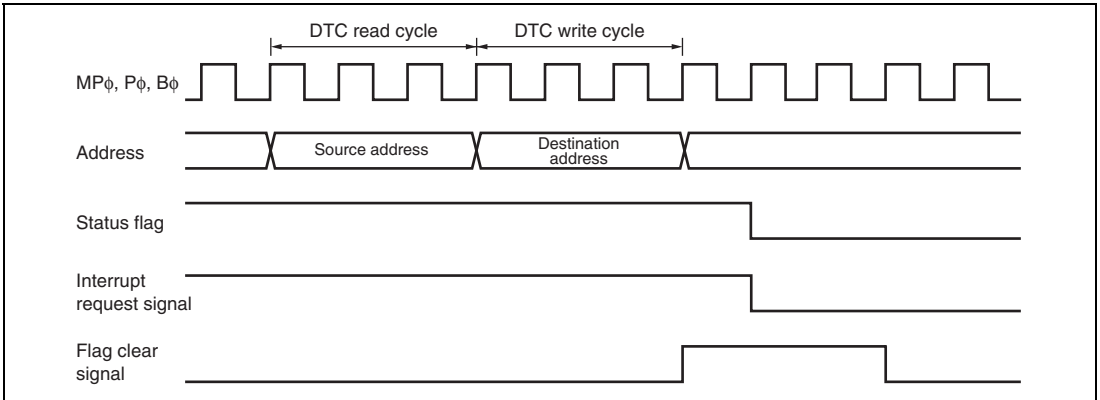 DTC read cycle DTC write cycle
MPϕ, Pϕ, Bϕ
Address
Source address
Destination
address
Status flag
Interrupt
request signal
Flag clear
signal